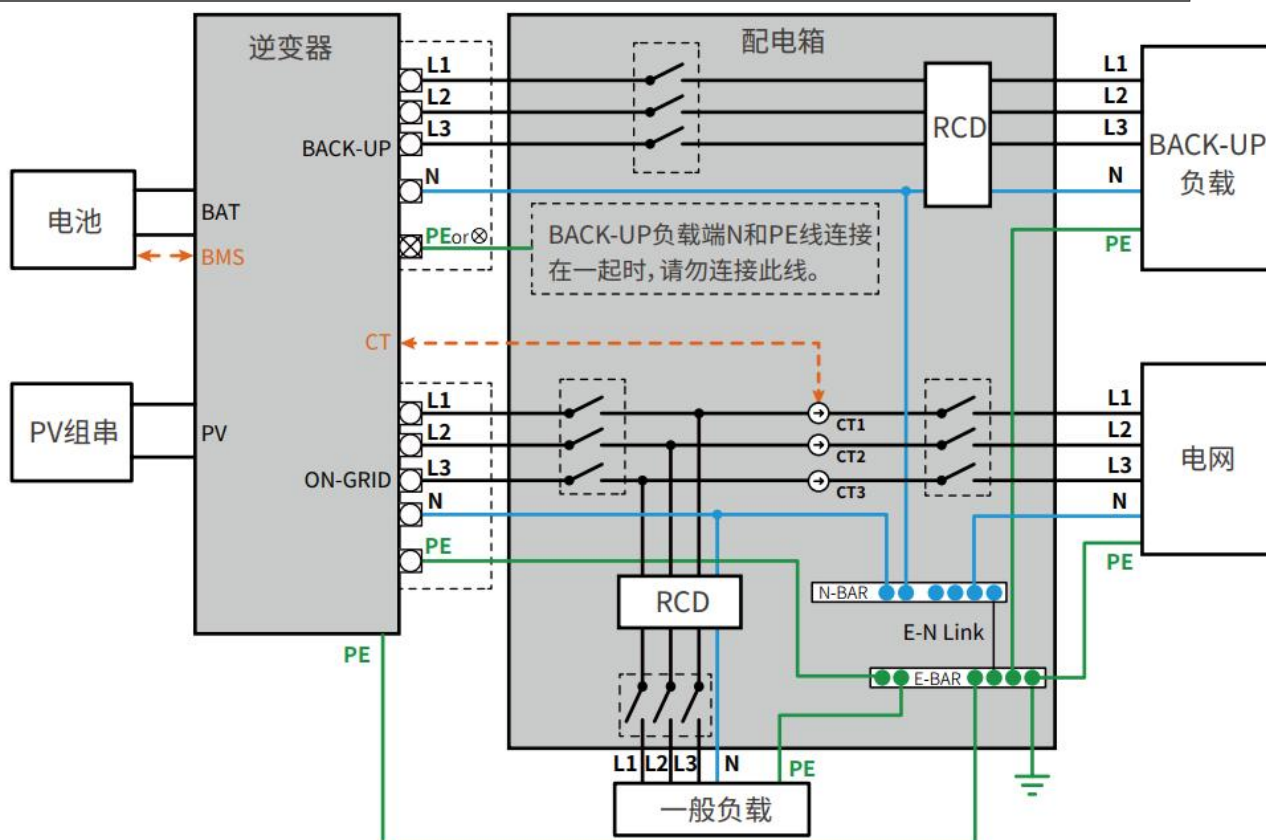 逆变器
配电箱
L1
L2
L3
BACK-UP
N
PEor⊗
RCD
L1
L2
L3
N
PE
BACK-UP
负载
电池
BAT
BMS
BACK-UP负载端N和PE线连接
在一起时,请勿连接此线。
CT
PV组串
PV
L1
L2
L3
ON-GRID
N
PE
CT1
CT2
CT3
L1
L2
L3
N
PE
电网
RCD
N-BAR
E-N Link
E-BAR
PE
L1 L2 L3 N PE
一般负载